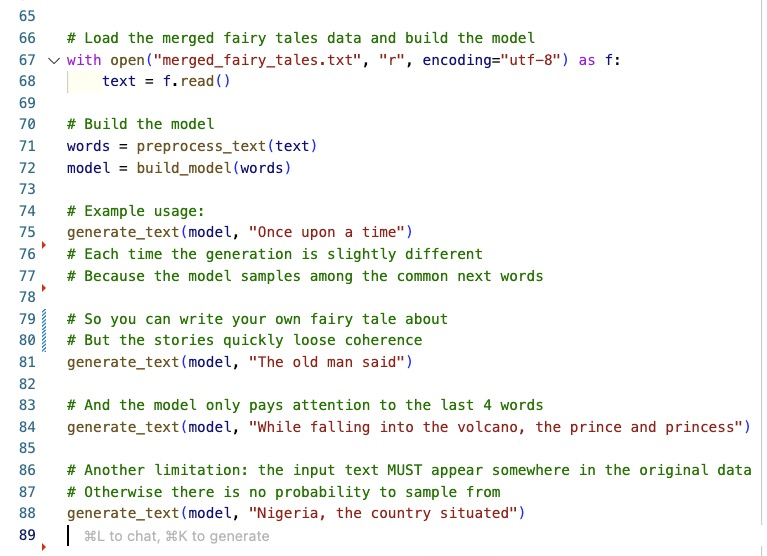 65
66 # Load the merged fairy tales data and build the model
67 with open("merged_fairy_tales.txt", "r", encoding="utf-8") as f:
68     text = f.read()
69
70 # Build the model
71 words = preprocess_text(text)
72 model = build_model(words)
73
74 # Example usage:
75 generate_text(model, "Once upon a time")
76 # Each time the generation is slightly different
77 # Because the model samples among the common next words
78
79 # So you can write your own fairy tale about
80 # But the stories quickly loose coherence
81 generate_text(model, "The old man said")
82
83 # And the model only pays attention to the last 4 words
84 generate_text(model, "While falling into the volcano, the prince and princess")
85
86 # Another limitation: the input text MUST appear somewhere in the original data
87 # Otherwise there is no probability to sample from
88 generate_text(model, "Nigeria, the country situated")
89 ⌘L to chat, ⌘K to generate